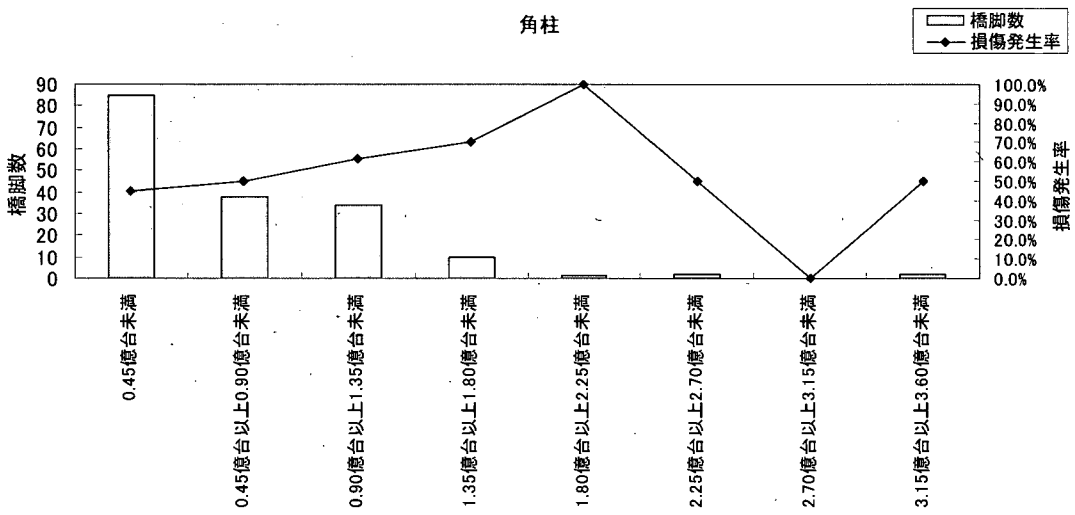 角柱
橋脚数
損傷発生率
90
80
70
60
50
40
30
20
10
0
橋脚数
100.0%
90.0%
80.0%
70.0%
60.0%
50.0%
40.0%
30.0%
20.0%
10.0%
0.0%
損傷発生率
0.45億台未満
0.45億台以上0.90億台未満
0.90億台以上1.35億台未満
1.35億台以上1.80億台未満
1.80億台以上2.25億台未満
2.25億台以上2.70億台未満
2.70億台以上3.15億台未満
3.15億台以上3.60億台未満